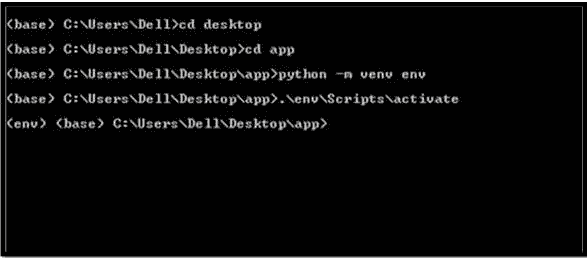 (base) C:\Users\Dell>cd desktop
(base) C:\Users\Dell\Desktop>cd app
(base) C:\Users\Dell\Desktop\app>python -m venv env
(base) C:\Users\Dell\Desktop\app>.\env\Scripts\activate
(env) (base) C:\Users\Dell\Desktop\app>